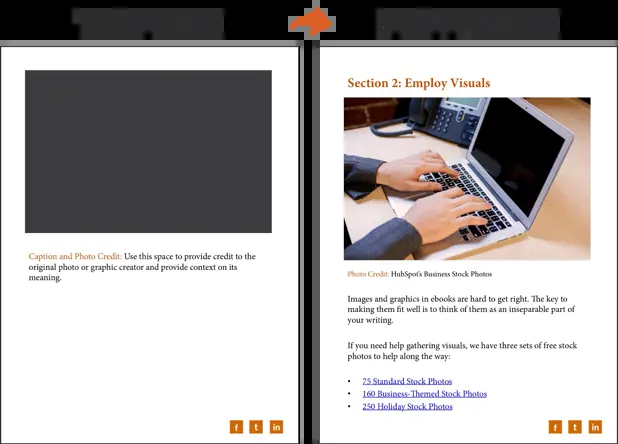 Caption and Photo Credit: Use this space to provide credit to the
original photo or graphic creator and provide context on its
meaning.
f t in
Section 2: Employ Visuals
Photo Credit: HubSpot's Business Stock Photos
Images and graphics in ebooks are hard to get right. The key to
making them fit well is to think of them as an inseparable part of
your writing.
If you need help gathering visuals, we have three sets of free stock
photos to help along the way:
• 75 Standard Stock Photos
• 160 Business-Themed Stock Photos
• 250 Holiday Stock Photos
f t in